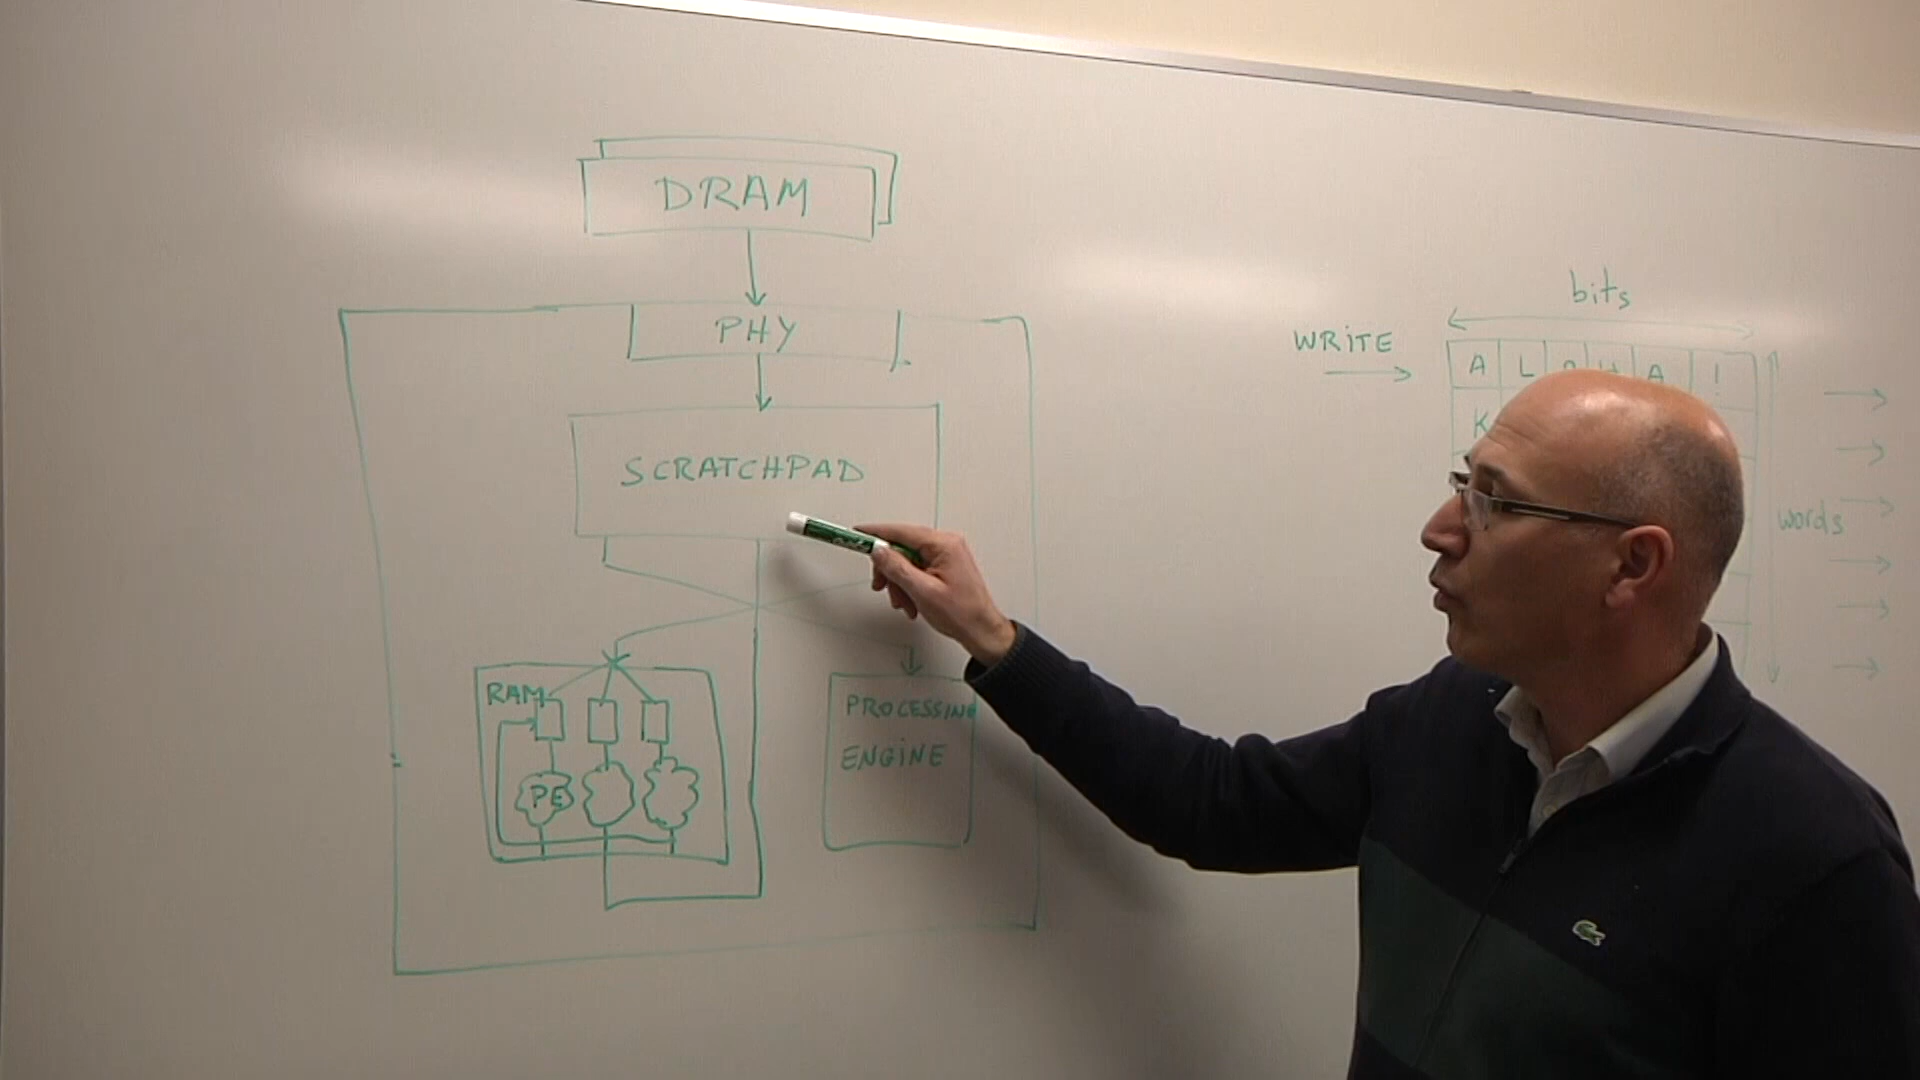 DRAM
PHY
SCRATCHPAD
RAM
PE
PROCESSING
ENGINE
bits
WRITE
A L O H A !
K
words